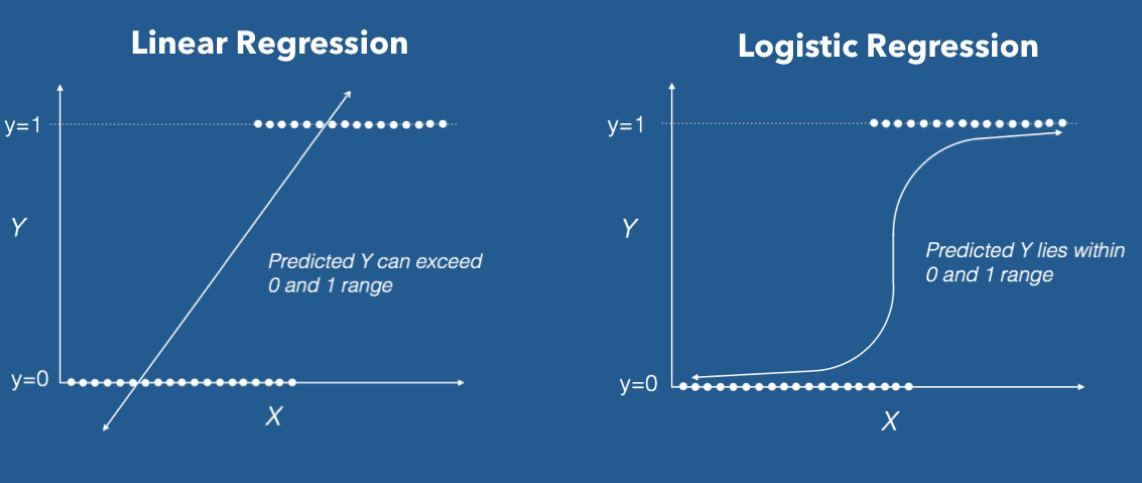 Linear Regression
y=1
Y
Predicted Y can exceed
0 and 1 range
y=0
X
Logistic Regression
y=1
Y
Predicted Y lies within
0 and 1 range
y=0
X